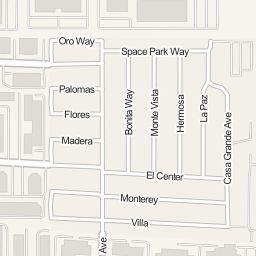 Oro Way
Space Park Way
Palomas
Flores
Madera
Bonita Way
Monte Vista
Hermosa
La Paz
Casa Grande Ave
El Center
Monterey
Villa
Ave